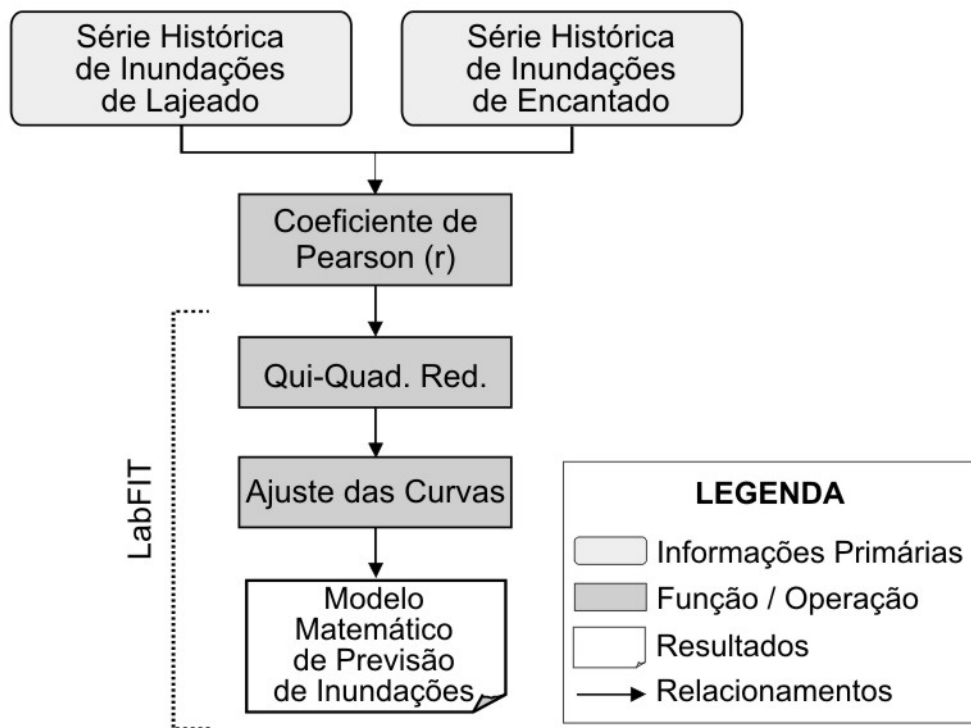 Série Histórica
de Inundações
de Lajeado
Série Histórica
de Inundações
de Encantado
Coeficiente de
Pearson (r)
Qui-Quad. Red.
Ajuste das Curvas
Modelo
Matemático
de Previsão
de Inundações
LabFIT
LEGENDA
Informações Primárias
Função / Operação
Resultados
Relacionamentos